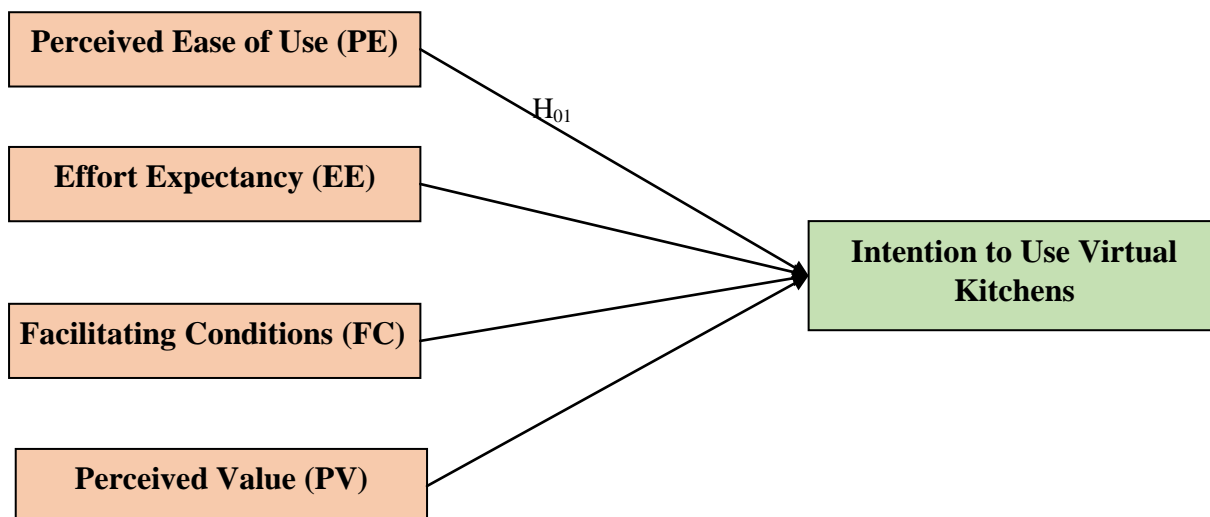 Perceived Ease of Use (PE)
H₀₁
Effort Expectancy (EE)
Intention to Use Virtual
Kitchens
Facilitating Conditions (FC)
Perceived Value (PV)